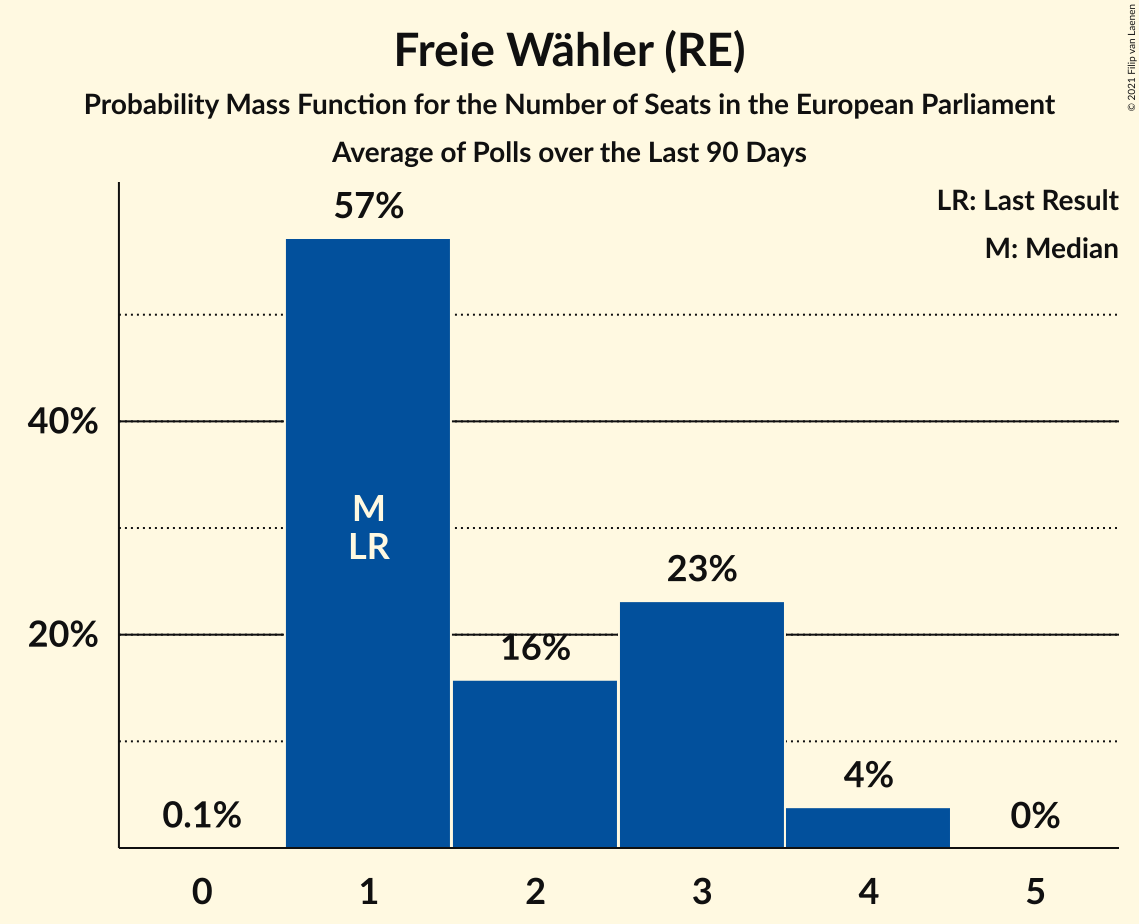 Freie Wähler (RE)
Probability Mass Function for the Number of Seats in the European Parliament
Average of Polls over the Last 90 Days
© 2021 Filip van Laenen
LR: Last Result
M: Median
57%
40%
M
LR
23%
20%
16%
4%
0.1%
0%
0 1 2 3 4 5